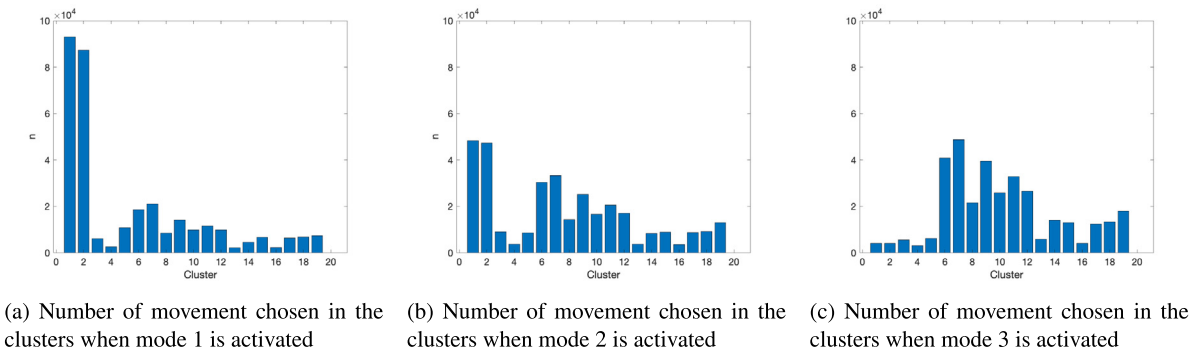 ×10⁴
10
8
6
4
2
0
n
0 2 4 6 8 10 12 14 16 18 20
Cluster
(a) Number of movement chosen in the
clusters when mode 1 is activated
×10⁴
10
8
6
4
2
0
n
0 2 4 6 8 10 12 14 16 18 20
Cluster
(b) Number of movement chosen in the
clusters when mode 2 is activated
×10⁴
10
8
6
4
2
0
0 2 4 6 8 10 12 14 16 18 20
Cluster
(c) Number of movement chosen in the
clusters when mode 3 is activated